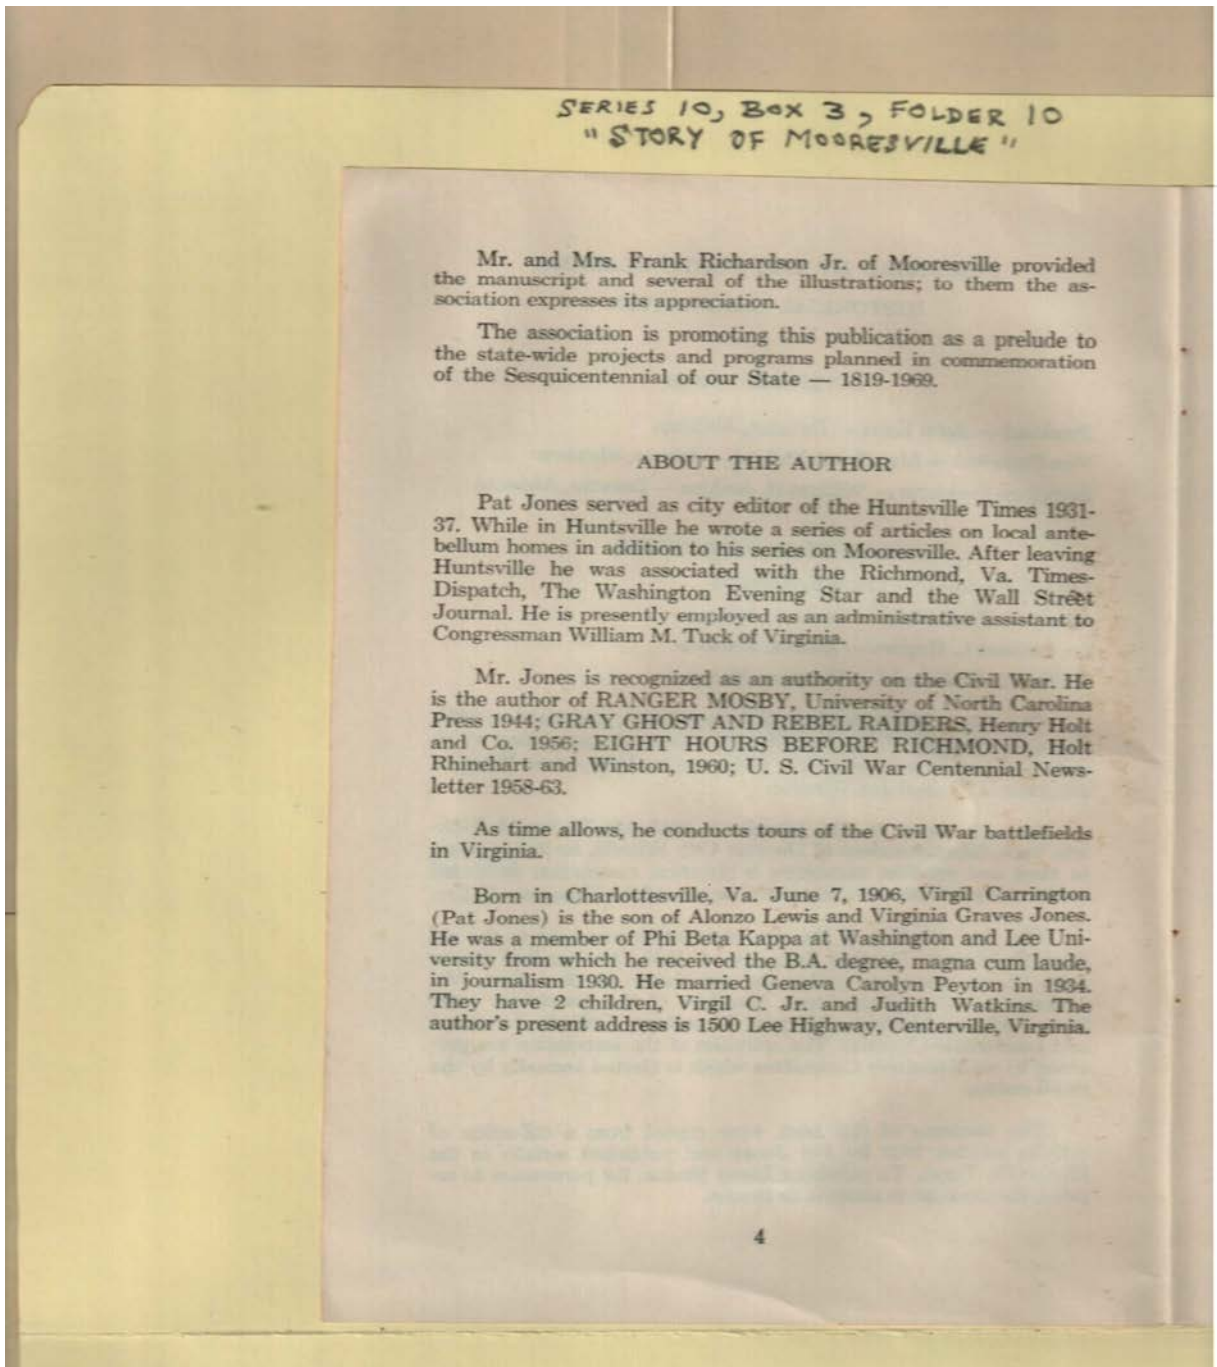 SERIES 10, BOX 3, FOLDER 10
"STORY OF MOORESVILLE"
Mr. and Mrs. Frank Richardson Jr. of Mooresville provided
the manuscript and several of the illustrations; to them the as-
sociation expresses its appreciation.
The association is promoting this publication as a prelude to
the state-wide projects and programs planned in commemoration
of the Sesquicentennial of our State — 1819-1969.
ABOUT THE AUTHOR
Pat Jones served as city editor of the Huntsville Times 1931-
37. While in Huntsville he wrote a series of articles on local ante-
bellum homes in addition to his series on Mooresville. After leaving
Huntsville he was associated with the Richmond, Va. Times-
Dispatch, The Washington Evening Star and the Wall Street
Journal. He is presently employed as an administrative assistant to
Congressman William M. Tuck of Virginia.
Mr. Jones is recognized as an authority on the Civil War. He
is the author of RANGER MOSBY, University of North Carolina
Press 1944; GRAY GHOST AND REBEL RAIDERS, Henry Holt
and Co. 1956; EIGHT HOURS BEFORE RICHMOND, Holt
Rhinehart and Winston, 1960; U. S. Civil War Centennial News-
letter 1958-63.
As time allows, he conducts tours of the Civil War battlefields
in Virginia.
Born in Charlottesville, Va. June 7, 1906, Virgil Carrington
(Pat Jones) is the son of Alonzo Lewis and Virginia Graves Jones.
He was a member of Phi Beta Kappa at Washington and Lee Uni-
versity from which he received the B.A. degree, magna cum laude,
in journalism 1930. He married Geneva Carolyn Peyton in 1934.
They have 2 children, Virgil C. Jr. and Judith Watkins. The
author's present address is 1500 Lee Highway, Centerville, Virginia.
4